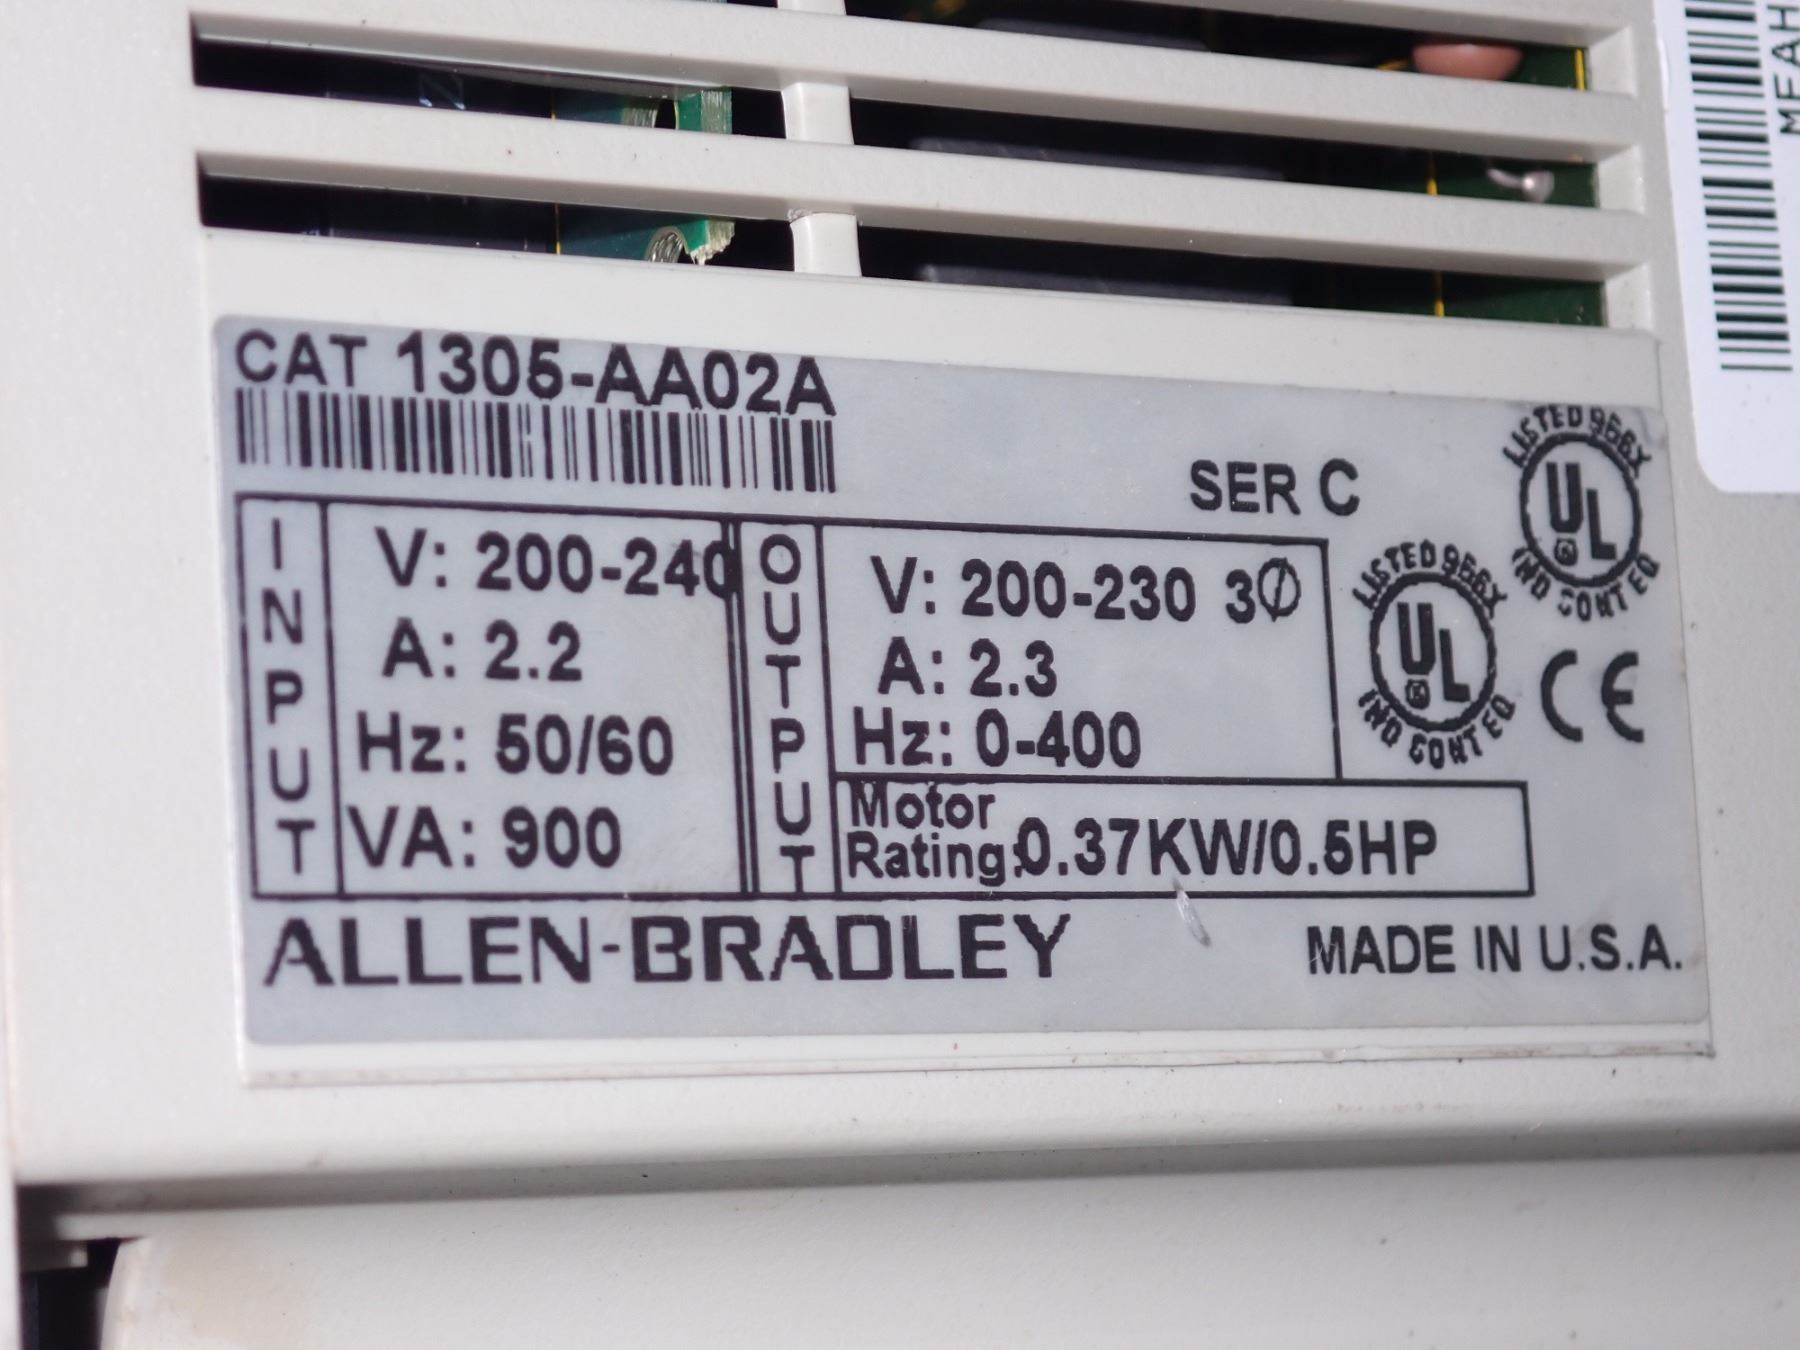 MFAH
CAT 1305-AA02A
SER C
LISTED 966X
UL
IND CONT EQ
LISTED 966X
UL
IND CONT EQ
CE
INPUT
V: 200-240
A: 2.2
Hz: 50/60
VA: 900
OUTPUT
V: 200-230 3Ø
A: 2.3
Hz: 0-400
Motor
Rating: 0.37KW/0.5HP
ALLEN-BRADLEY
MADE IN U.S.A.